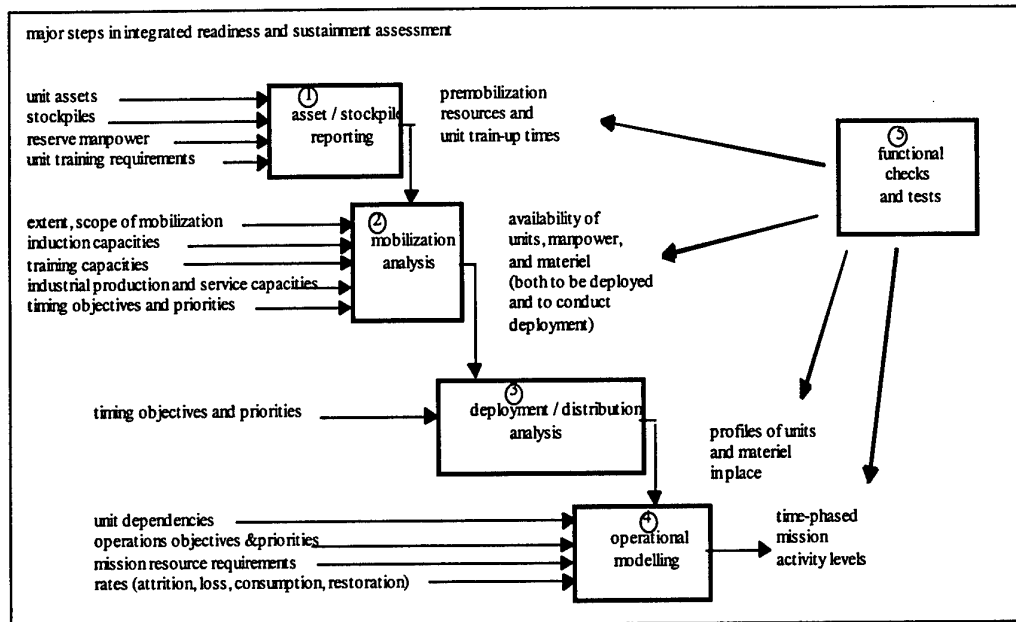 major steps in integrated readiness and sustainment assessment
unit assets
stockpiles
reserve manpower
unit training requirements
1
asset / stockpile
reporting
premobilization
resources and
unit train-up times
5
functional
checks
and tests
extent, scope of mobilization
induction capacities
training capacities
industrial production and service capacities
timing objectives and priorities
2
mobilization
analysis
availability of
units, manpower,
and materiel
(both to be deployed
and to conduct
deployment)
timing objectives and priorities
3
deployment / distribution
analysis
profiles of units
and materiel
in place
unit dependencies
operations objectives &priorities
mission resource requirements
rates (attrition, loss, consumption, restoration)
4
operational
modelling
time-phased
mission
activity levels